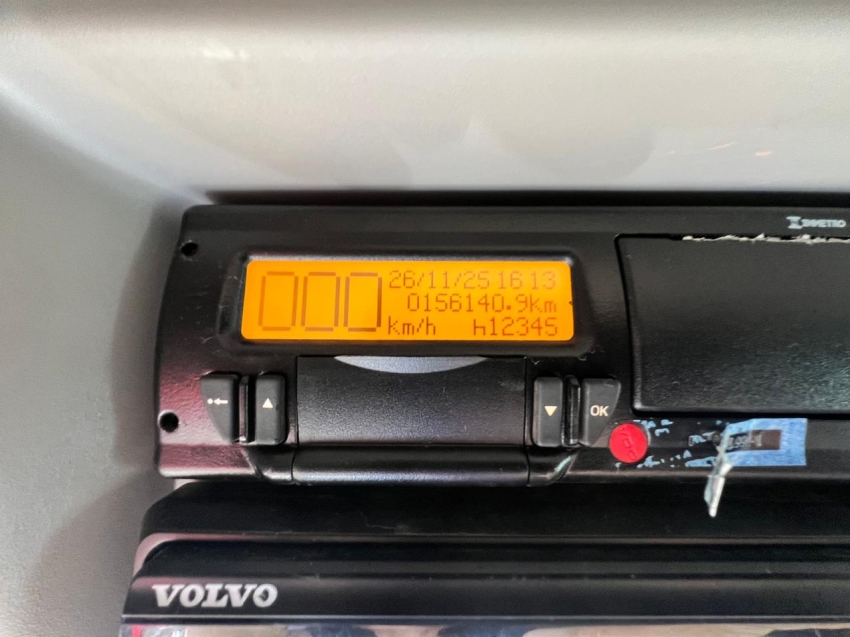 000
26/11/25 16 13
0156140.9km
km/h h12345
OK
VOLVO